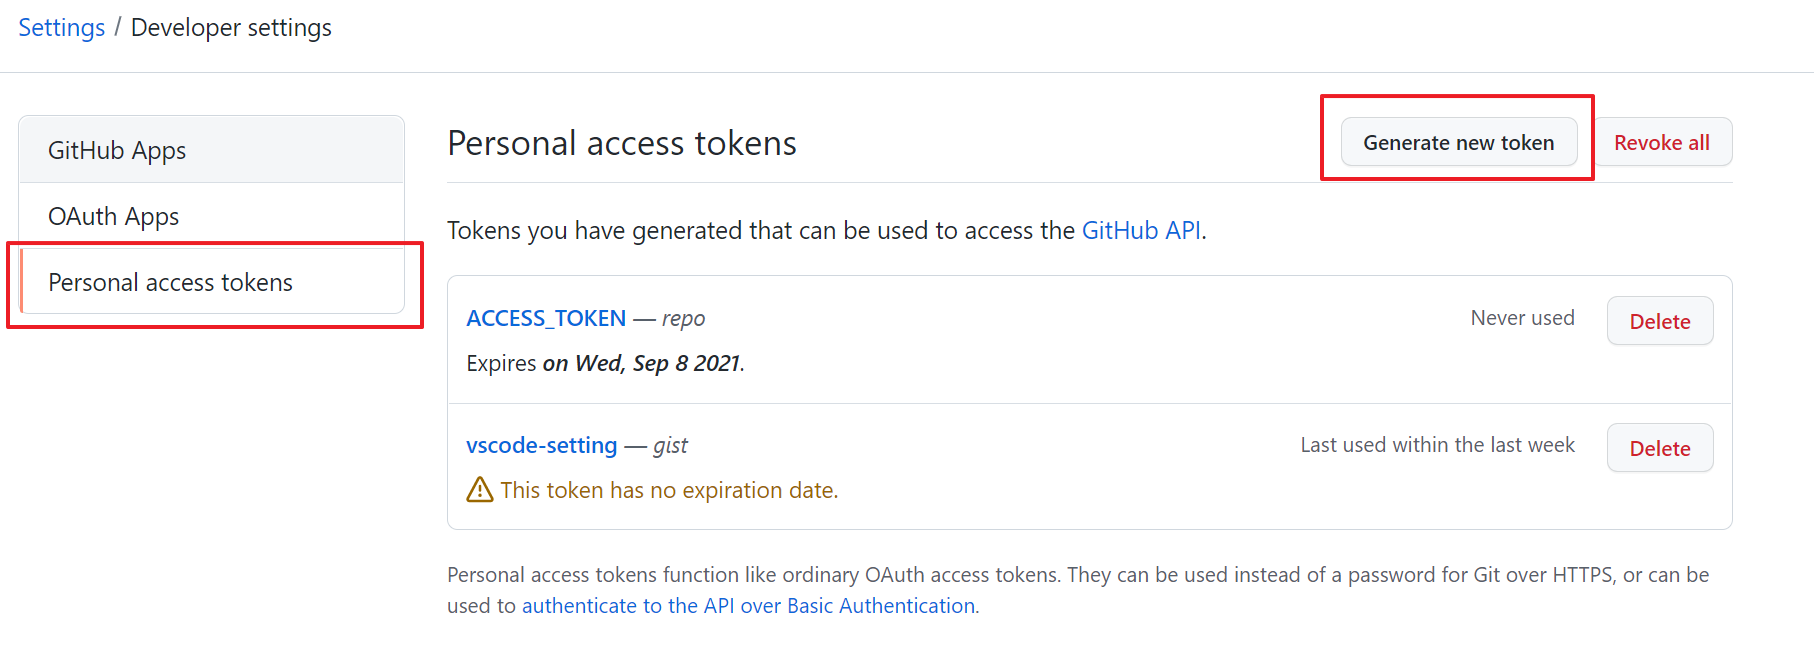 Settings / Developer settings
GitHub Apps
OAuth Apps
Personal access tokens
Personal access tokens
Generate new token
Revoke all
Tokens you have generated that can be used to access the GitHub API.
ACCESS_TOKEN — repo
Never used
Delete
Expires on Wed, Sep 8 2021.
vscode-setting — gist
Last used within the last week
Delete
This token has no expiration date.
Personal access tokens function like ordinary OAuth access tokens. They can be used instead of a password for Git over HTTPS, or can be
used to authenticate to the API over Basic Authentication.